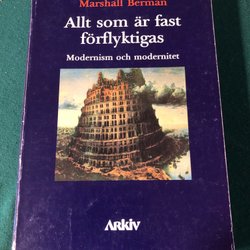 Marshall Berman
Allt som är fast
förflyktigas
Modernism och modernitet
ARKIV